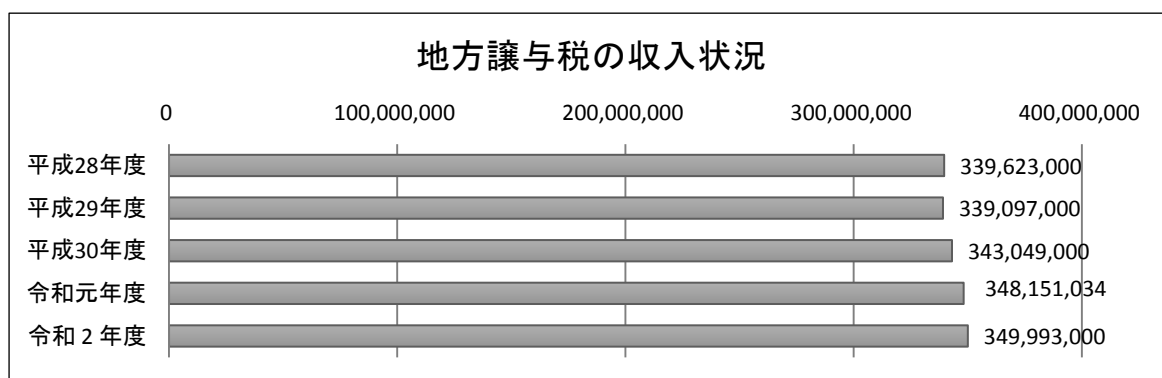 地方譲与税の収入状況
0 100,000,000 200,000,000 300,000,000 400,000,000
平成28年度 339,623,000
平成29年度 339,097,000
平成30年度 343,049,000
令和元年度 348,151,034
令和２年度 349,993,000